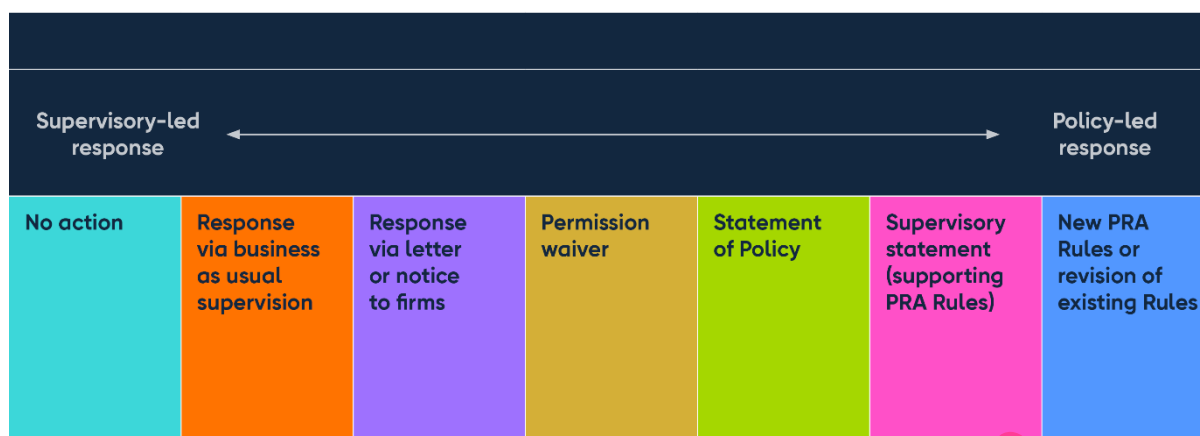 Supervisory-led
response
Policy-led
response
No action
Response
via business
as usual
supervision
Response
via letter
or notice
to firms
Permission
waiver
Statement
of Policy
Supervisory
statement
(supporting
PRA Rules)
New PRA
Rules or
revision of
existing Rules